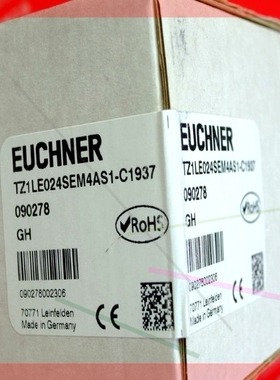 EUCHNER
TZ1LE024SEM4AS1-C1937
090278
GH
RoHS
090278002306
70771 Leinfelden
Made in Germany
EUCHNER
TZ1LE024SEM4AS1-C1937
090278
GH
RoHS
090278002306
70771 Leinfelden
Made in Germany